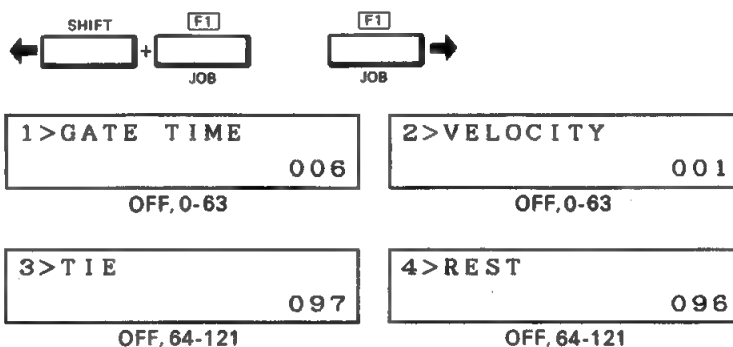 SHIFT F1 F1
+
JOB JOB
1>GATE TIME 2>VELOCITY
006 001
OFF, 0-63 OFF, 0-63
3>TIE 4>REST
097 096
OFF, 64-121 OFF, 64-121